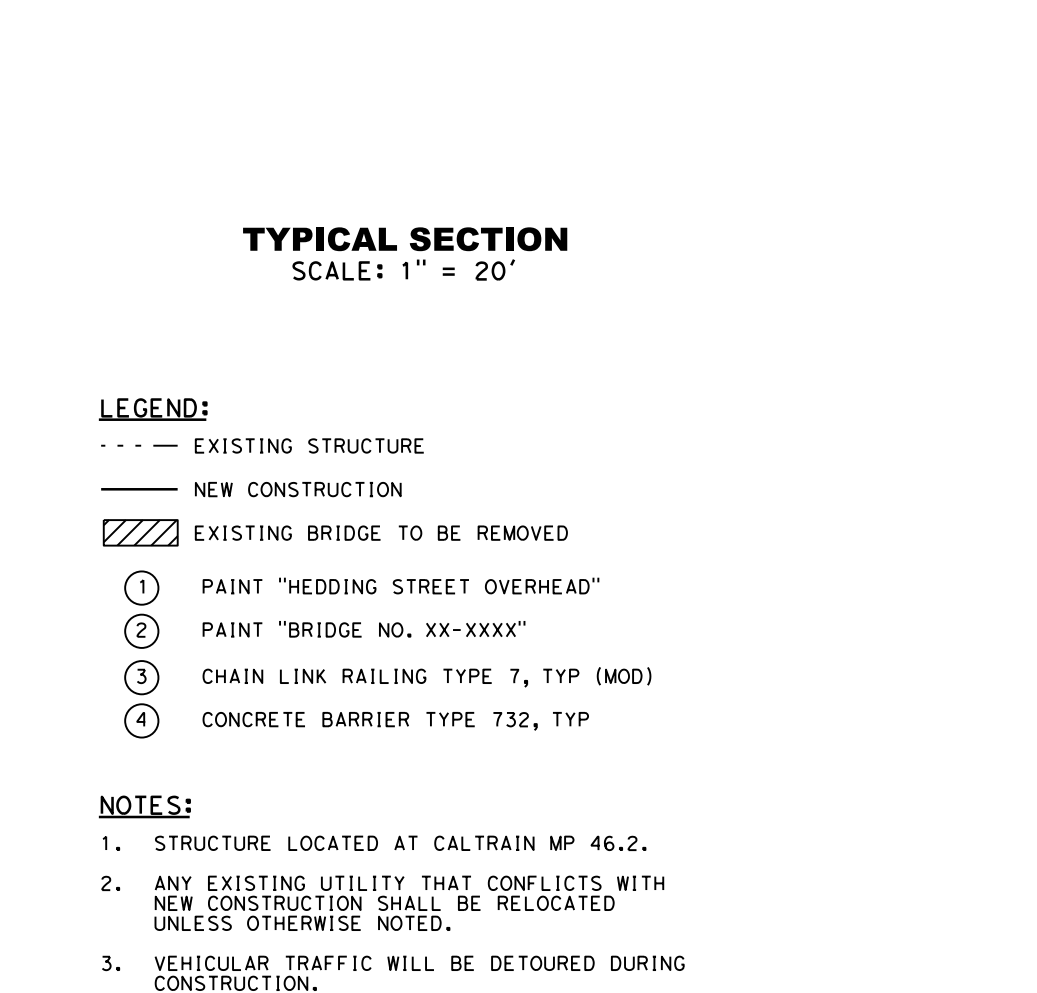 TYPICAL SECTION
SCALE: 1" = 20'
LEGEND:
EXISTING STRUCTURE
NEW CONSTRUCTION
EXISTING BRIDGE TO BE REMOVED
1 PAINT "HEDDING STREET OVERHEAD"
2 PAINT "BRIDGE NO. XX-XXXX"
3 CHAIN LINK RAILING TYPE 7, TYP (MOD)
4 CONCRETE BARRIER TYPE 732, TYP
NOTES:
1. STRUCTURE LOCATED AT CALTRAIN MP 46.2.
2. ANY EXISTING UTILITY THAT CONFLICTS WITH
NEW CONSTRUCTION SHALL BE RELOCATED
UNLESS OTHERWISE NOTED.
3. VEHICULAR TRAFFIC WILL BE DETOURED DURING
CONSTRUCTION.